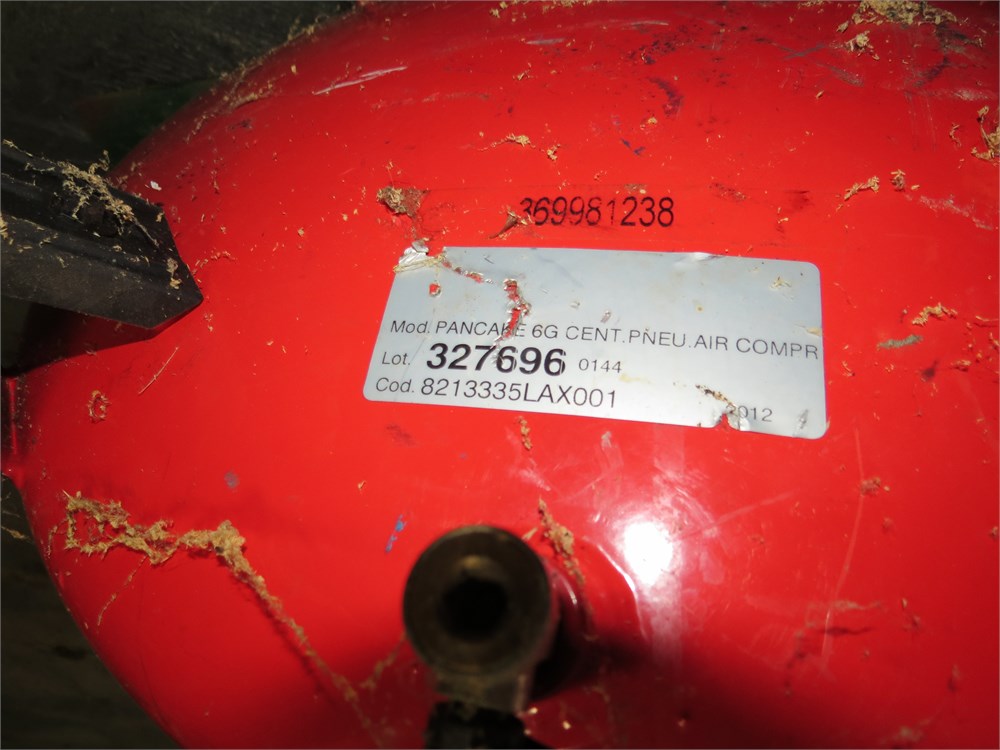 369981238
Mod. PANCAKE 6G CENT.PNEU.AIR COMPR
Lot. 327696 0144
Cod. 8213335LAX001
2012